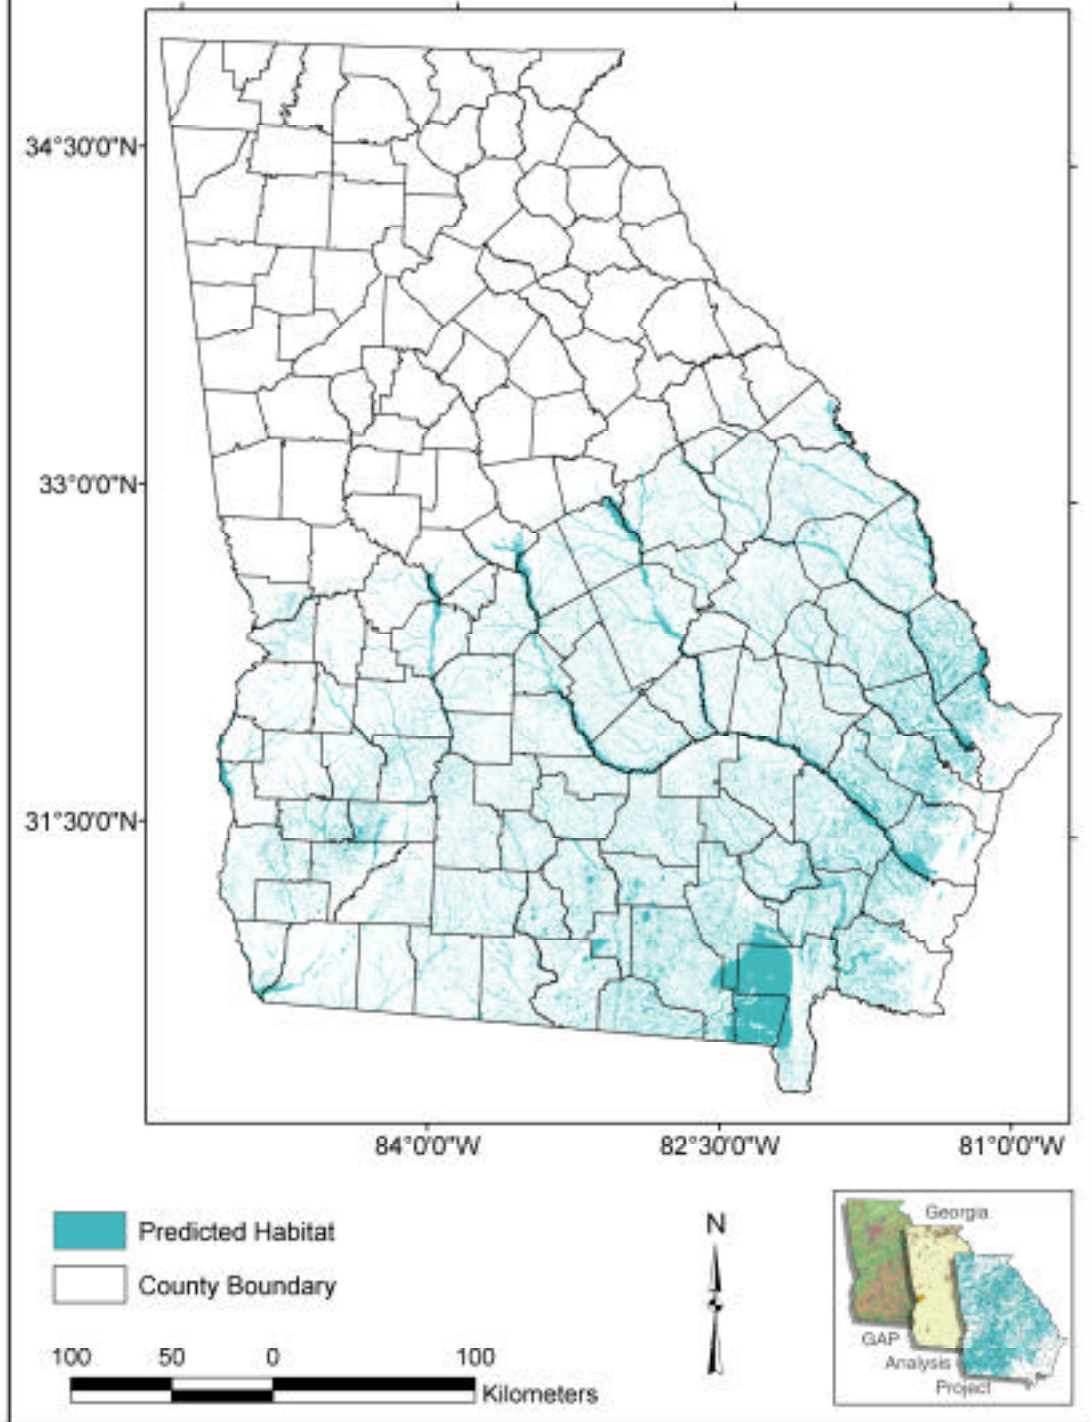 34°30'0"N
33°0'0"N
31°30'0"N
84°0'0"W 82°30'0"W 81°0'0"W
Predicted Habitat
County Boundary
100 50 0 100
Kilometers
N
Georgia
GAP
Analysis
Project